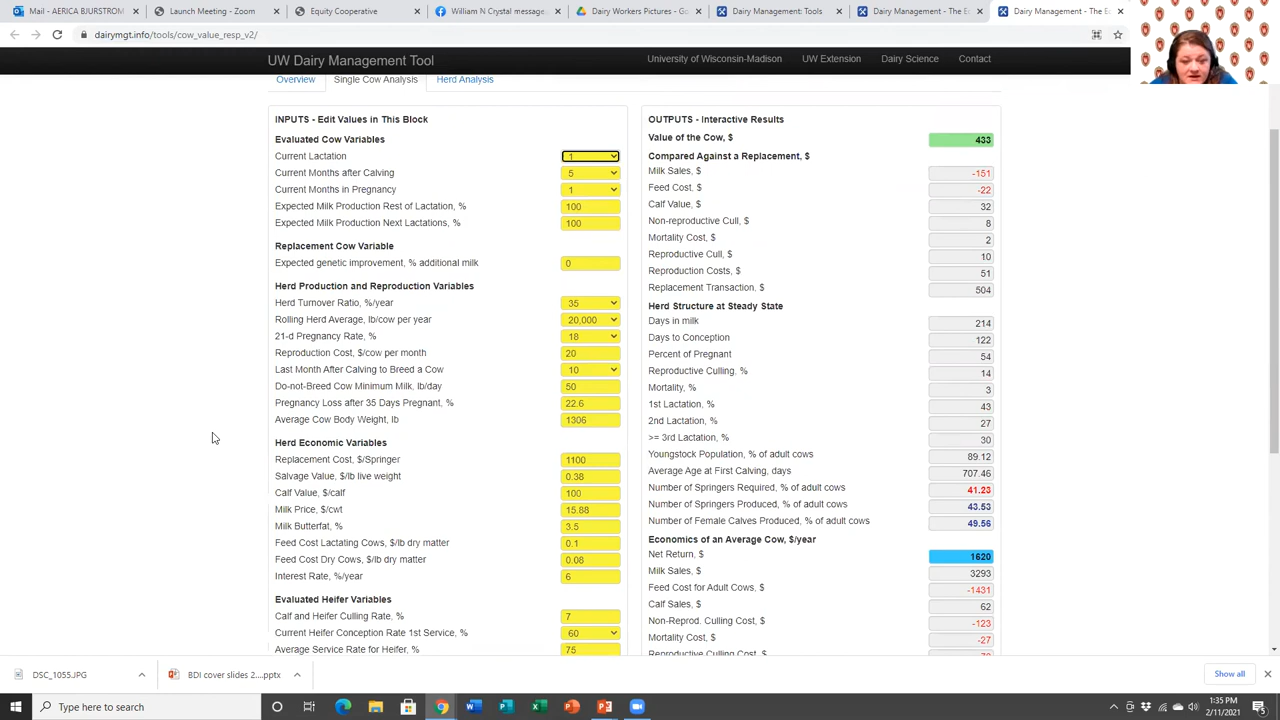 Mail - AERICA BJURSTROM
Launch Meeting - Zoom
Equity Cooperative
William N Crystal message
Dairy Workers Pictures - Go
Dairy Management: Tools
Dairy Management - The E
Dairy Management - The E
dairymgt.info/tools/cow_value_resp_v2/
UW Dairy Management Tool
University of Wisconsin-Madison
UW Extension
Dairy Science
Contact
Overview
Single Cow Analysis
Herd Analysis
INPUTS - Edit Values in This Block
Evaluated Cow Variables
Current Lactation 1
Current Months after Calving 5
Current Months in Pregnancy 1
Expected Milk Production Rest of Lactation, % 100
Expected Milk Production Next Lactations, % 100
Replacement Cow Variable
Expected genetic improvement, % additional milk 0
Herd Production and Reproduction Variables
Herd Turnover Ratio, %/year 35
Rolling Herd Average, lb/cow per year 20,000
21-d Pregnancy Rate, % 18
Reproduction Cost, $/cow per month 20
Last Month After Calving to Breed a Cow 10
Do-not-Breed Cow Minimum Milk, lb/day 50
Pregnancy Loss after 35 Days Pregnant, % 22.6
Average Cow Body Weight, lb 1306
Herd Economic Variables
Replacement Cost, $/Springer 1100
Salvage Value, $/lb live weight 0.38
Calf Value, $/calf 100
Milk Price, $/cwt 15.88
Milk Butterfat, % 3.5
Feed Cost Lactating Cows, $/lb dry matter 0.1
Feed Cost Dry Cows, $/lb dry matter 0.08
Interest Rate, %/year 6
Evaluated Heifer Variables
Calf and Heifer Culling Rate, % 7
Current Heifer Conception Rate 1st Service, % 60
Average Service Rate for Heifer, % 75
OUTPUTS - Interactive Results
Value of the Cow, $ 433
Compared Against a Replacement, $
Milk Sales, $ -151
Feed Cost, $ -22
Calf Value, $ 32
Non-reproductive Cull, $ 8
Mortality Cost, $ 2
Reproductive Cull, $ 10
Reproduction Costs, $ 51
Replacement Transaction, $ 504
Herd Structure at Steady State
Days in milk 214
Days to Conception 122
Percent of Pregnant 54
Reproductive Culling, % 14
Mortality, % 3
1st Lactation, % 43
2nd Lactation, % 27
>= 3rd Lactation, % 30
Youngstock Population, % of adult cows 89.12
Average Age at First Calving, days 707.46
Number of Springers Required, % of adult cows 41.23
Number of Springers Produced, % of adult cows 43.53
Number of Female Calves Produced, % of adult cows 49.56
Economics of an Average Cow, $/year
Net Return, $ 1620
Milk Sales, $ 3293
Feed Cost for Adult Cows, $ -1431
Calf Sales, $ 62
Non-Reprod. Culling Cost, $ -123
Mortality Cost, $ -27
Reproductive Culling Cost, $
DSC_1055.JPG
BDI cover slides 2....pptx
Show all
Type here to search
1:35 PM
2/11/2021